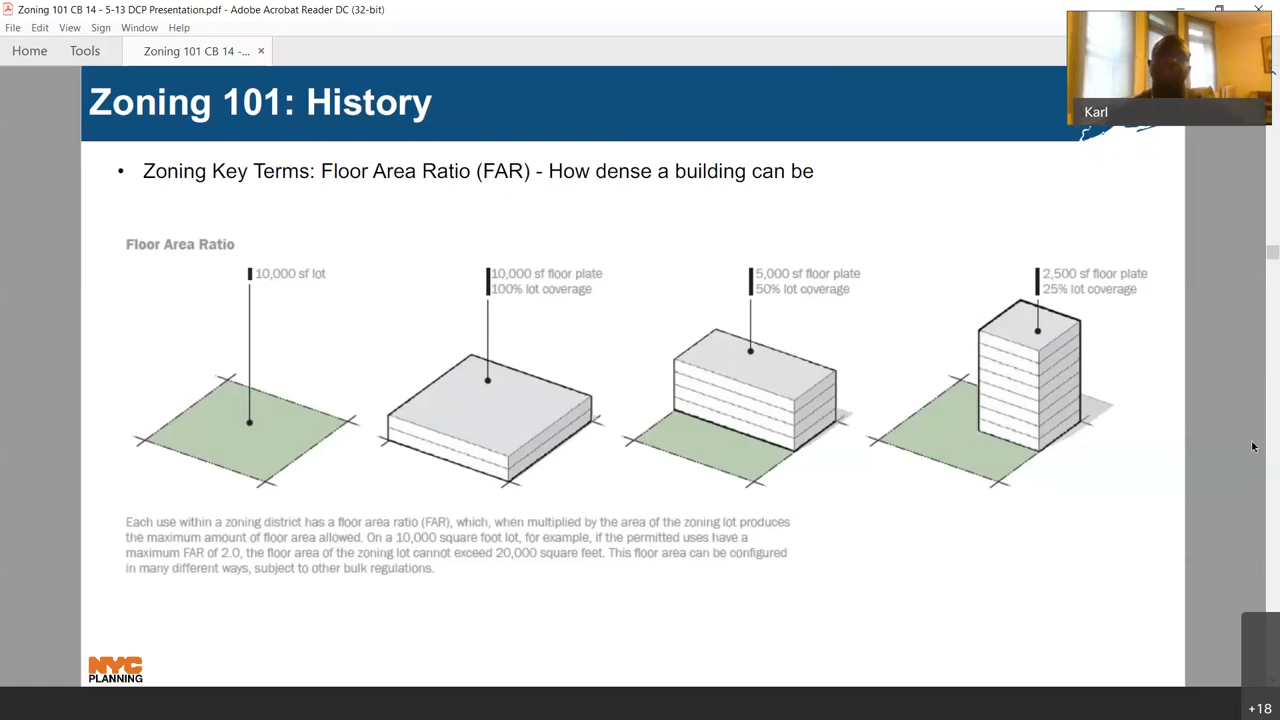 Zoning 101 CB 14 - 5-13 DCP Presentation.pdf - Adobe Acrobat Reader DC (32-bit)
File Edit View Sign Window Help
Home Tools Zoning 101 CB 14 -... ×
Karl
Zoning 101: History
• Zoning Key Terms: Floor Area Ratio (FAR) - How dense a building can be
Floor Area Ratio
10,000 sf lot
10,000 sf floor plate
100% lot coverage
5,000 sf floor plate
50% lot coverage
2,500 sf floor plate
25% lot coverage
Each use within a zoning district has a floor area ratio (FAR), which, when multiplied by the area of the zoning lot produces
the maximum amount of floor area allowed. On a 10,000 square foot lot, for example, if the permitted uses have a
maximum FAR of 2.0, the floor area of the zoning lot cannot exceed 20,000 square feet. This floor area can be configured
in many different ways, subject to other bulk regulations.
NYC
PLANNING
+18